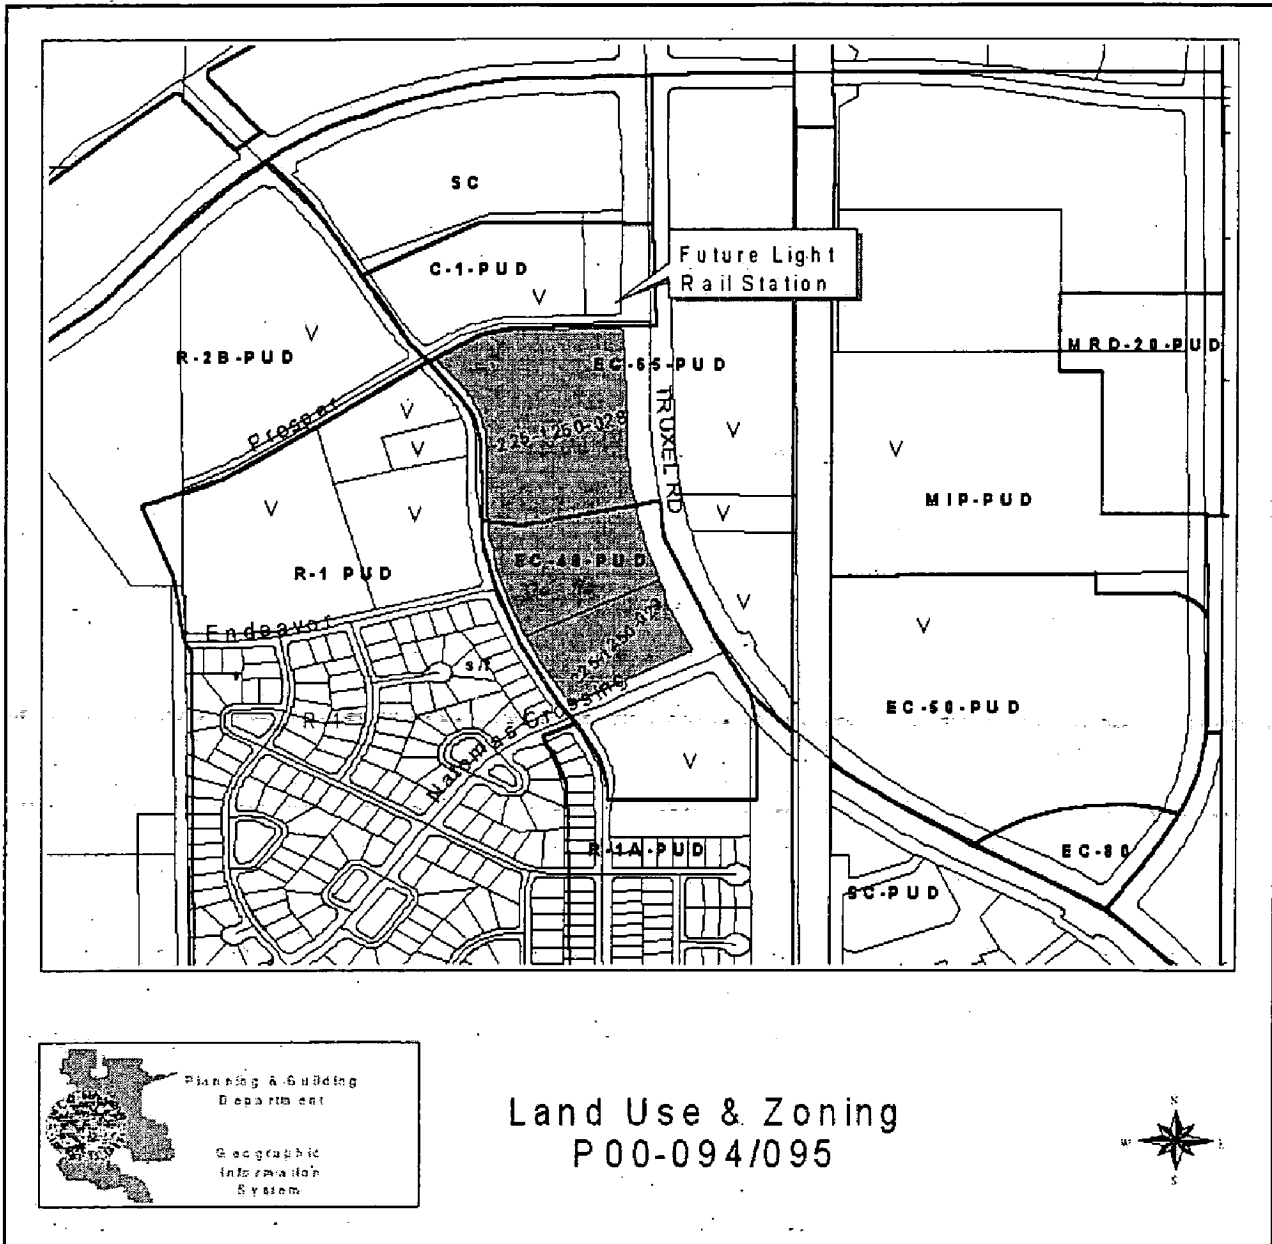 SC
Future Light
Rail Station
C-1-PUD
V
V
R-2B-PUD
EC-65-PUD
MRD-20-PUD
Prosper
V
V
TRUXEL RD
V
V
V
V
V
MIP-PUD
EC-40-PUD
R-1 PUD
Endeavor
V
V
s/f
R-1
Natomas Crossing
EC-50-PUD
V
R-1A-PUD
EC-80
SC-PUD
Planning & Building
Department
Geographic
Information
System
Land Use & Zoning
P00-094/095
N
W
E
S